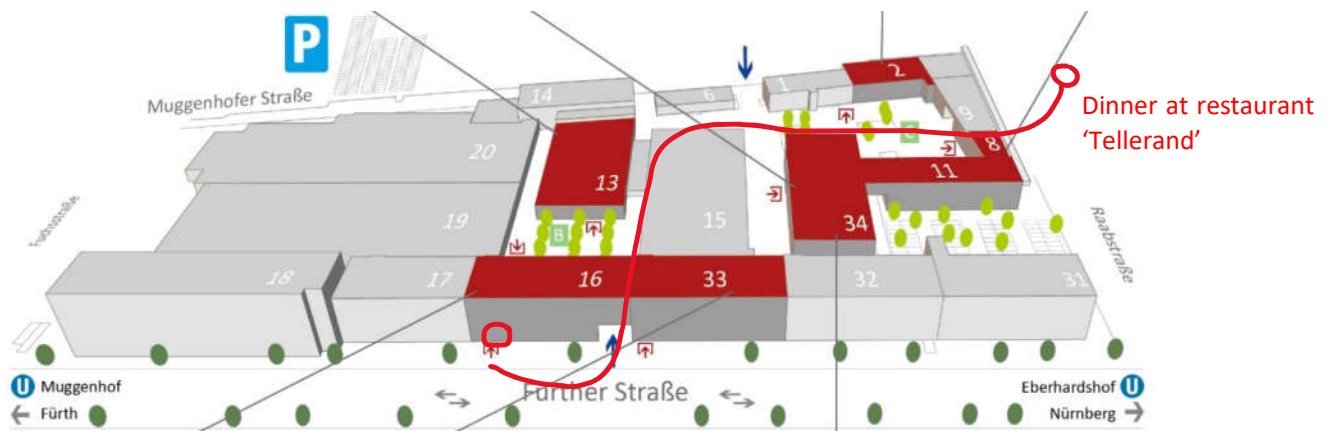 P
Muggenhofer Straße
14
6
1
2
9
8
Dinner at restaurant
‘Tellerand’
20
13
C
11
Fuchsstraße
19
B
15
34
Raabstraße
18
17
16
33
32
31
U Muggenhof
Fürther Straße
Eberhardshof U
← Fürth
Nürnberg →